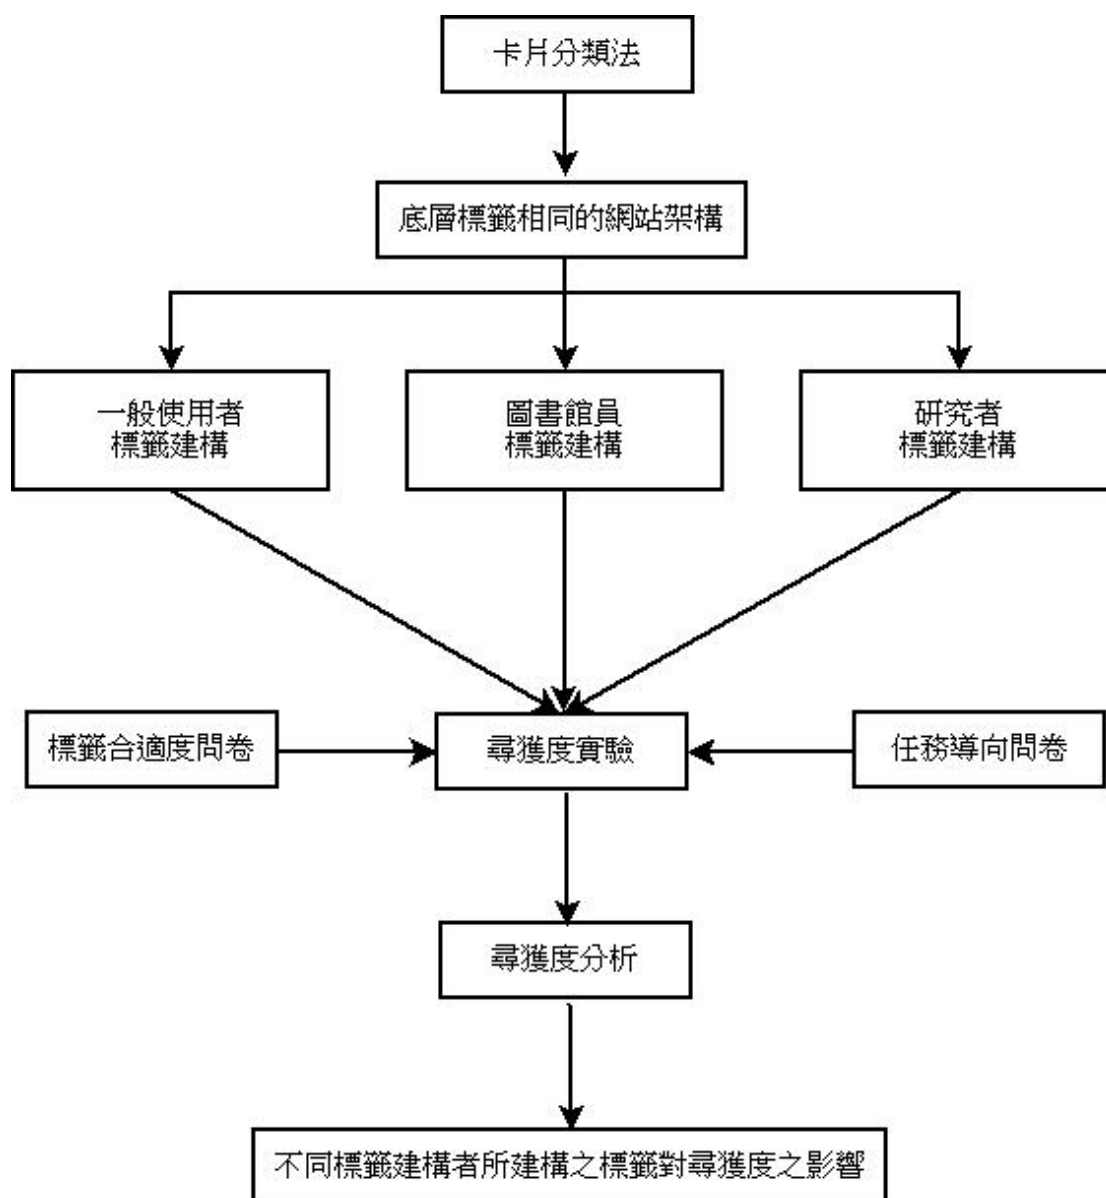 卡片分類法
底層標籤相同的網站架構
一般使用者
標籤建構
圖書館員
標籤建構
研究者
標籤建構
標籤合適度問卷
尋獲度實驗
任務導向問卷
尋獲度分析
不同標籤建構者所建構之標籤對尋獲度之影響